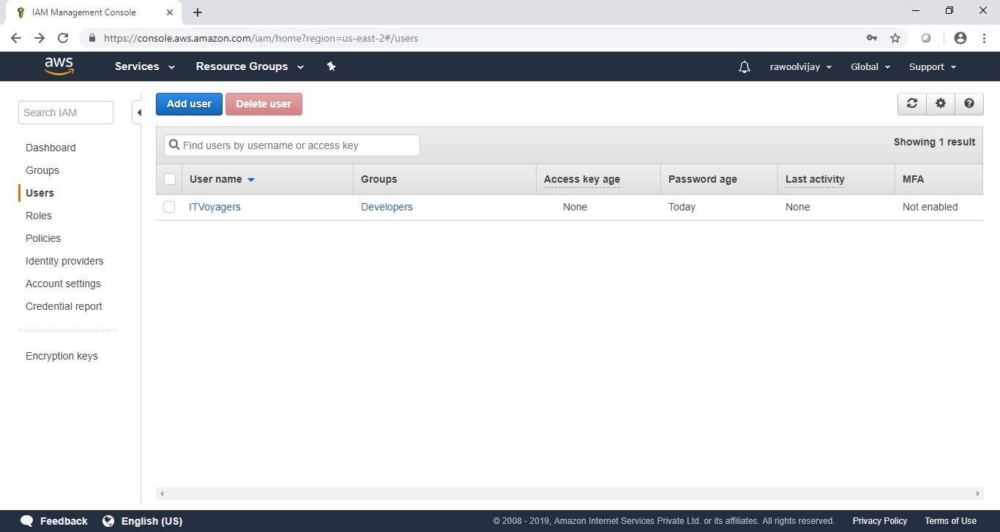 IAM Management Console
https://console.aws.amazon.com/iam/home?region=us-east-2#/users
aws Services Resource Groups rawoolvijay Global Support
Search IAM
Dashboard
Groups
Users
Roles
Policies
Identity providers
Account settings
Credential report
Encryption keys
Add user Delete user
Find users by username or access key Showing 1 result
User name Groups Access key age Password age Last activity MFA
ITVoyagers Developers None Today None Not enabled
Feedback English (US) © 2008 - 2019, Amazon Internet Services Private Ltd. or its affiliates. All rights reserved. Privacy Policy Terms of Use